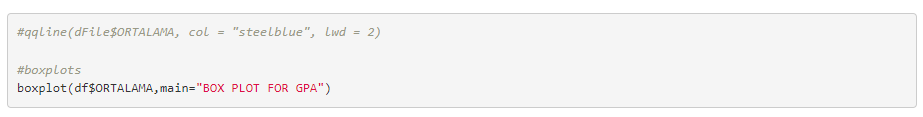 #qqline(dFile$ORTALAMA, col = "steelblue", lwd = 2)
#boxplots
boxplot(df$ORTALAMA,main="BOX PLOT FOR GPA")